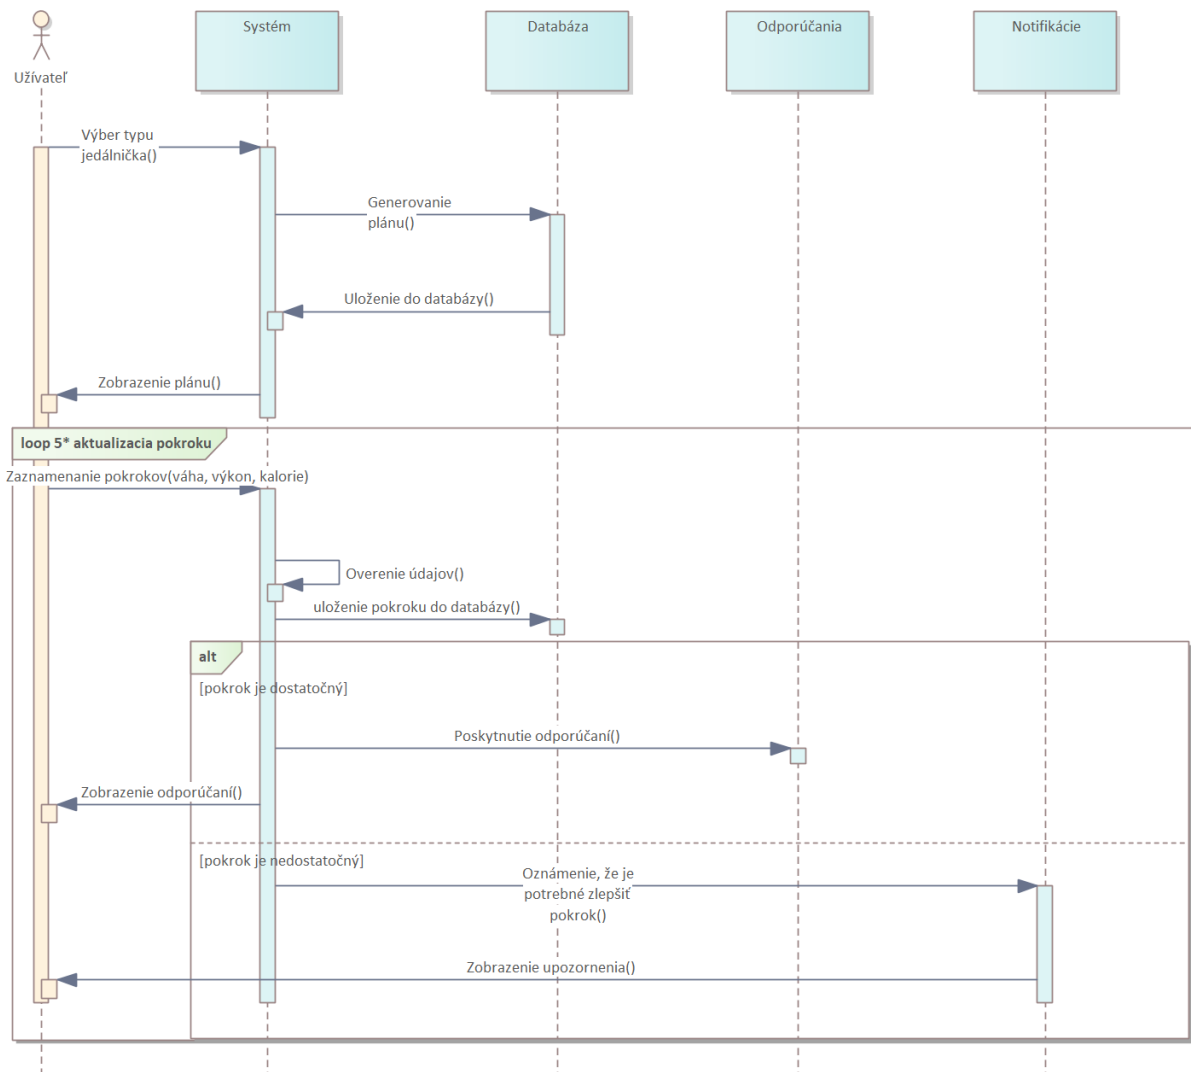 Užívateľ
Systém
Databáza
Odporúčania
Notifikácie
Výber typu
jedálnička()
Generovanie
plánu()
Uloženie do databázy()
Zobrazenie plánu()
loop 5* aktualizacia pokroku
Zaznamenanie pokrokov(váha, výkon, kalorie)
Overenie údajov()
uloženie pokroku do databázy()
alt
[pokrok je dostatočný]
Poskytnutie odporúčaní()
Zobrazenie odporúčaní()
[pokrok je nedostatočný]
Oznámenie, že je
potrebné zlepšiť
pokrok()
Zobrazenie upozornenia()